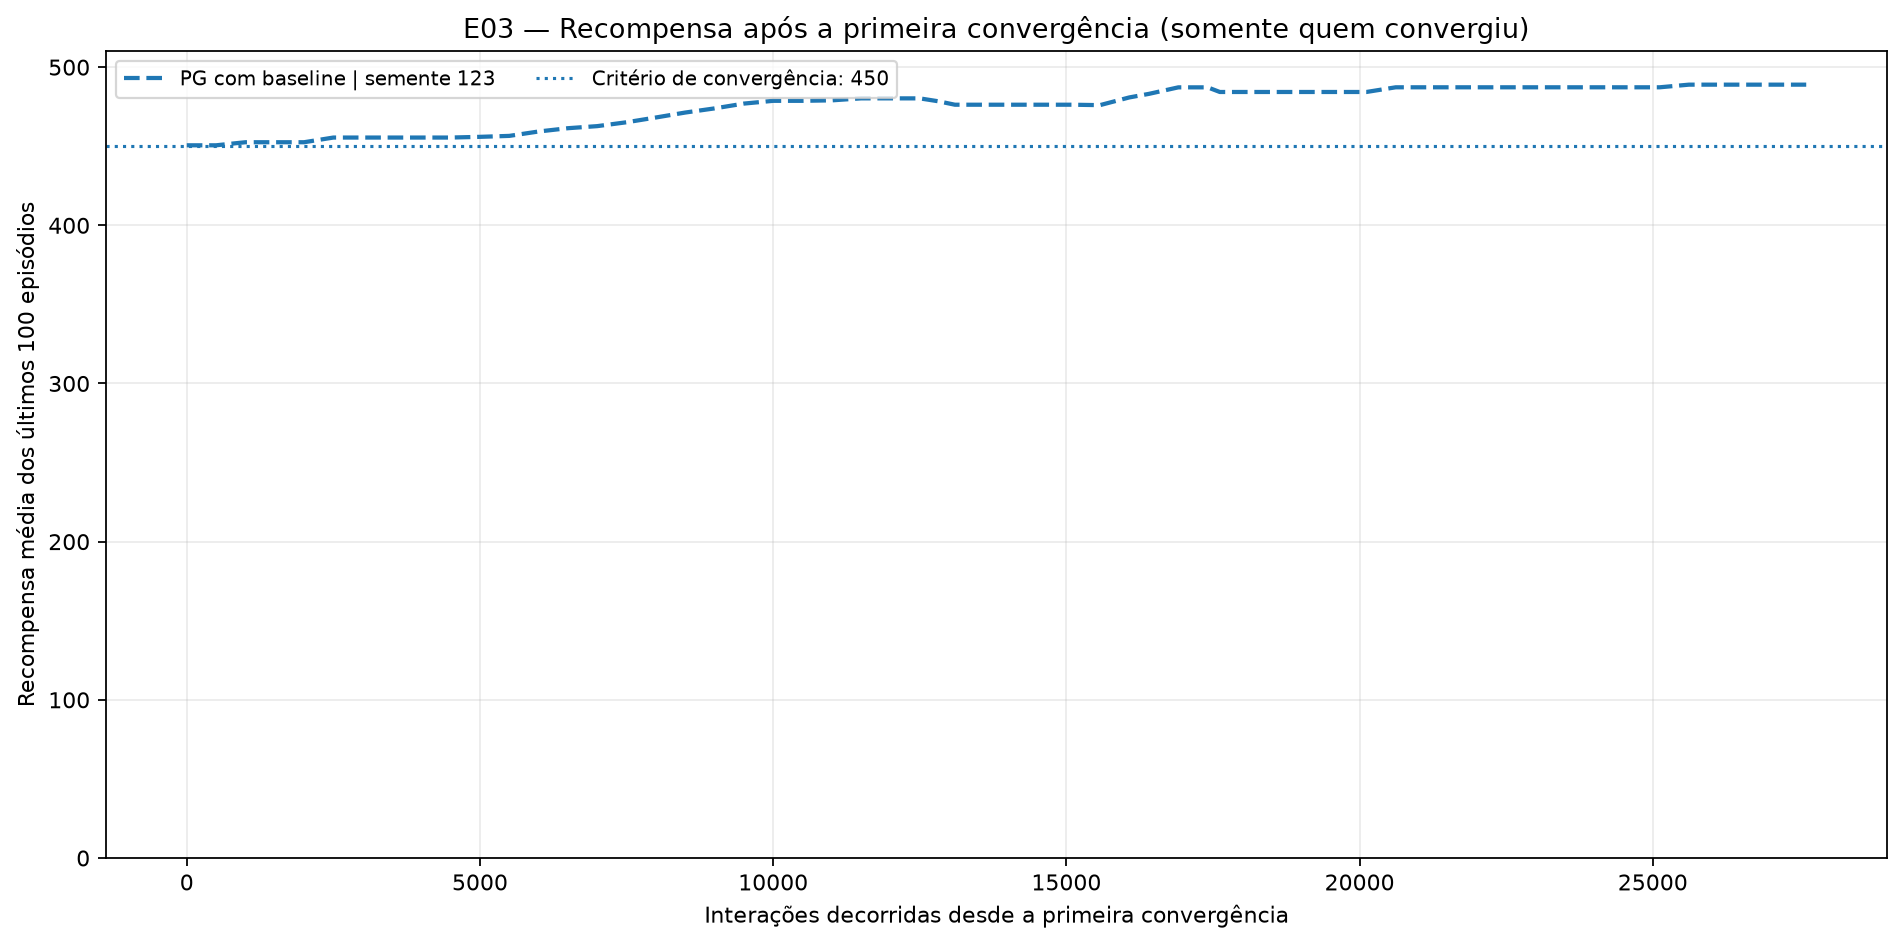 E03 — Recompensa após a primeira convergência (somente quem convergiu)
PG com baseline | semente 123
Critério de convergência: 450
Recompensa média dos últimos 100 episódios
500
400
300
200
100
0
0 5000 10000 15000 20000 25000
Interações decorridas desde a primeira convergência